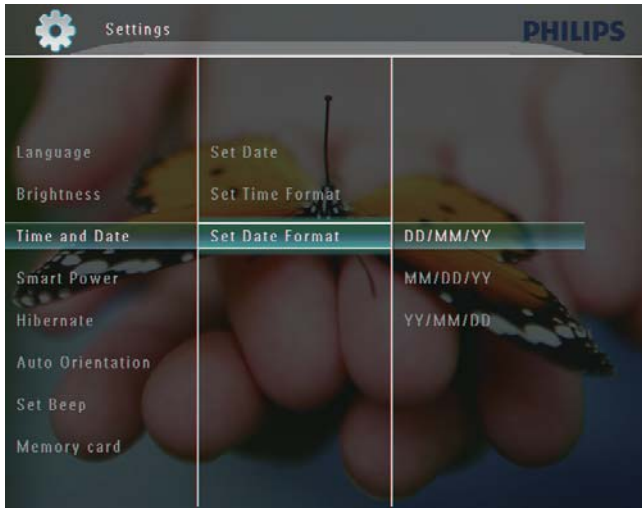 Settings
PHILIPS
Language
Brightness
Time and Date
Smart Power
Hibernate
Auto Orientation
Set Beep
Memory card
Set Date
Set Time Format
Set Date Format
DD/MM/YY
MM/DD/YY
YY/MM/DD